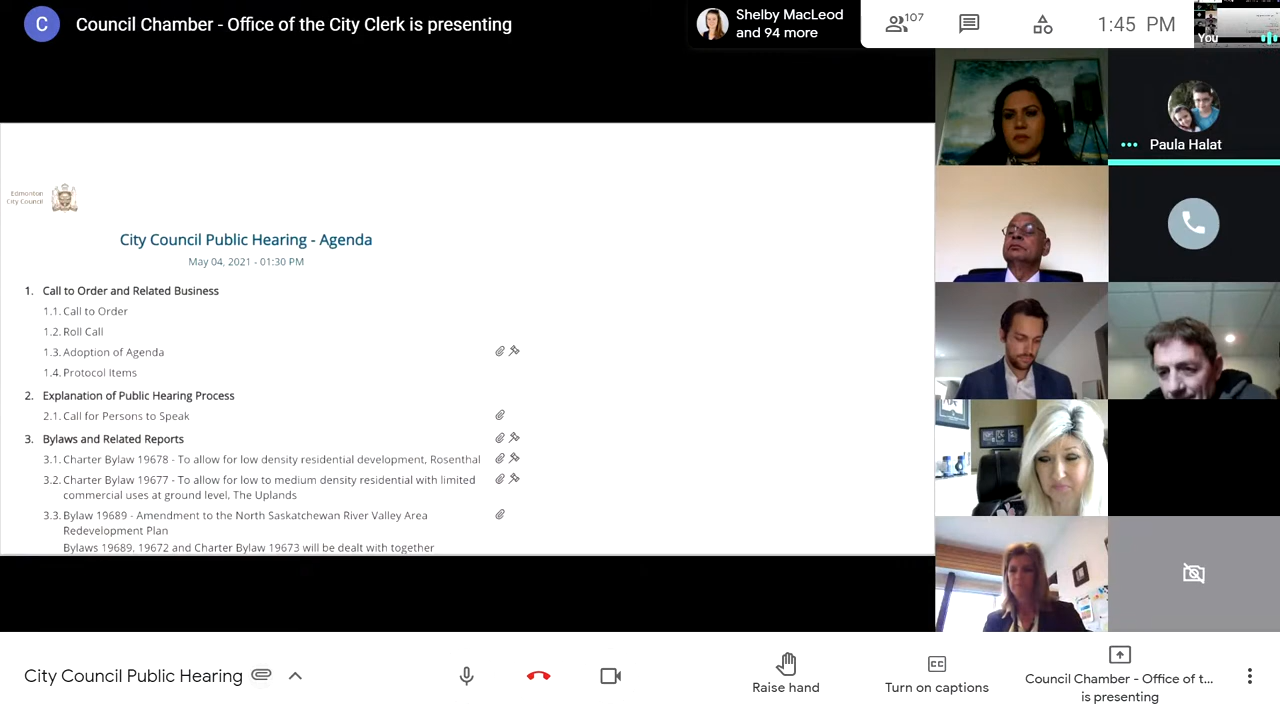 C
Council Chamber - Office of the City Clerk is presenting
Shelby MacLeod
and 94 more
107
1:45 PM
You
Paula Halat
Edmonton
City Council
City Council Public Hearing - Agenda
May 04, 2021 - 01:30 PM
1. Call to Order and Related Business
1.1. Call to Order
1.2. Roll Call
1.3. Adoption of Agenda
1.4. Protocol Items
2. Explanation of Public Hearing Process
2.1. Call for Persons to Speak
3. Bylaws and Related Reports
3.1. Charter Bylaw 19678 - To allow for low density residential development, Rosenthal
3.2. Charter Bylaw 19677 - To allow for low to medium density residential with limited
commercial uses at ground level, The Uplands
3.3. Bylaw 19689 - Amendment to the North Saskatchewan River Valley Area
Redevelopment Plan
Bylaws 19689, 19672 and Charter Bylaw 19673 will be dealt with together
City Council Public Hearing
Raise hand
CC
Turn on captions
Council Chamber - Office of t...
is presenting